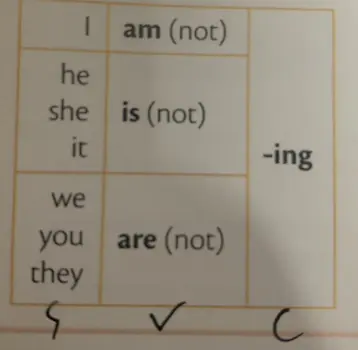 I am (not)
he
she is (not)
it
-ing
we
you are (not)
they
S ✓ C